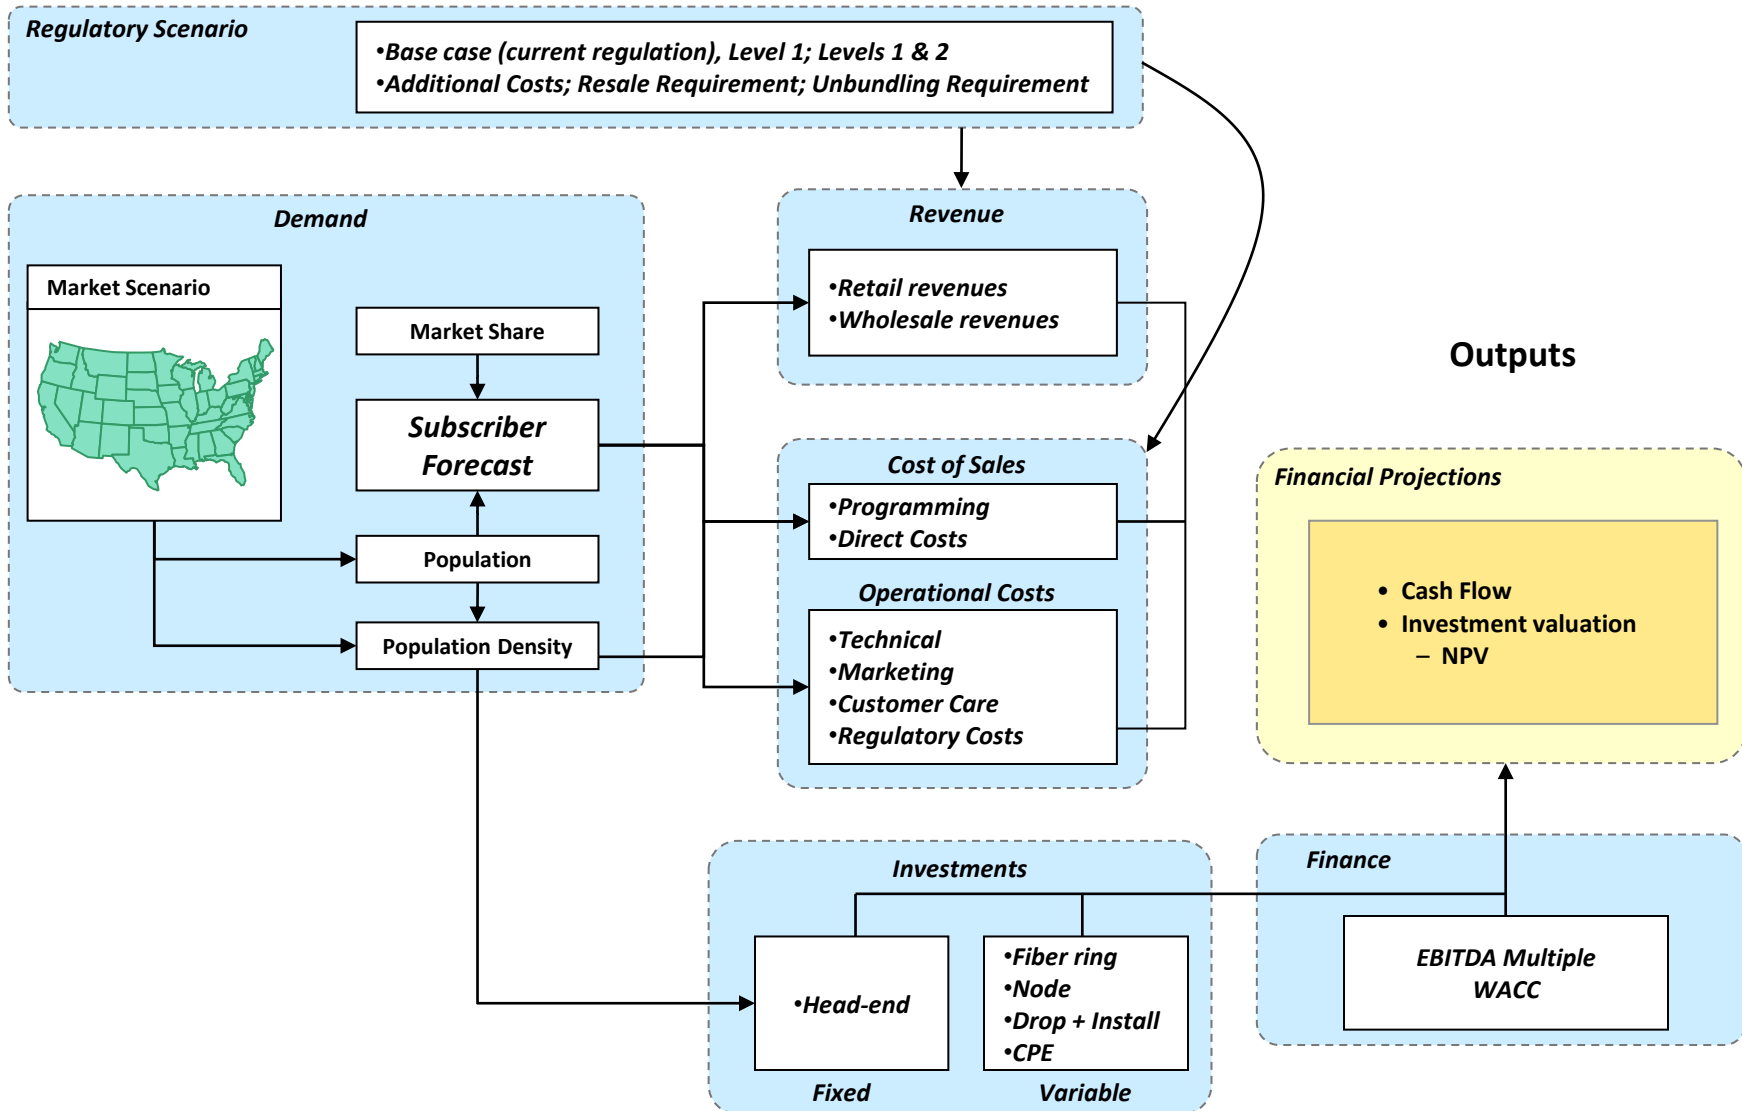 Regulatory Scenario
•Base case (current regulation), Level 1; Levels 1 & 2
•Additional Costs; Resale Requirement; Unbundling Requirement
Demand
Market Scenario
Market Share
Subscriber
Forecast
Population
Population Density
Revenue
•Retail revenues
•Wholesale revenues
Cost of Sales
•Programming
•Direct Costs
Operational Costs
•Technical
•Marketing
•Customer Care
•Regulatory Costs
Outputs
Financial Projections
• Cash Flow
• Investment valuation
– NPV
Investments
•Head-end
Fixed
•Fiber ring
•Node
•Drop + Install
•CPE
Variable
Finance
EBITDA Multiple
WACC